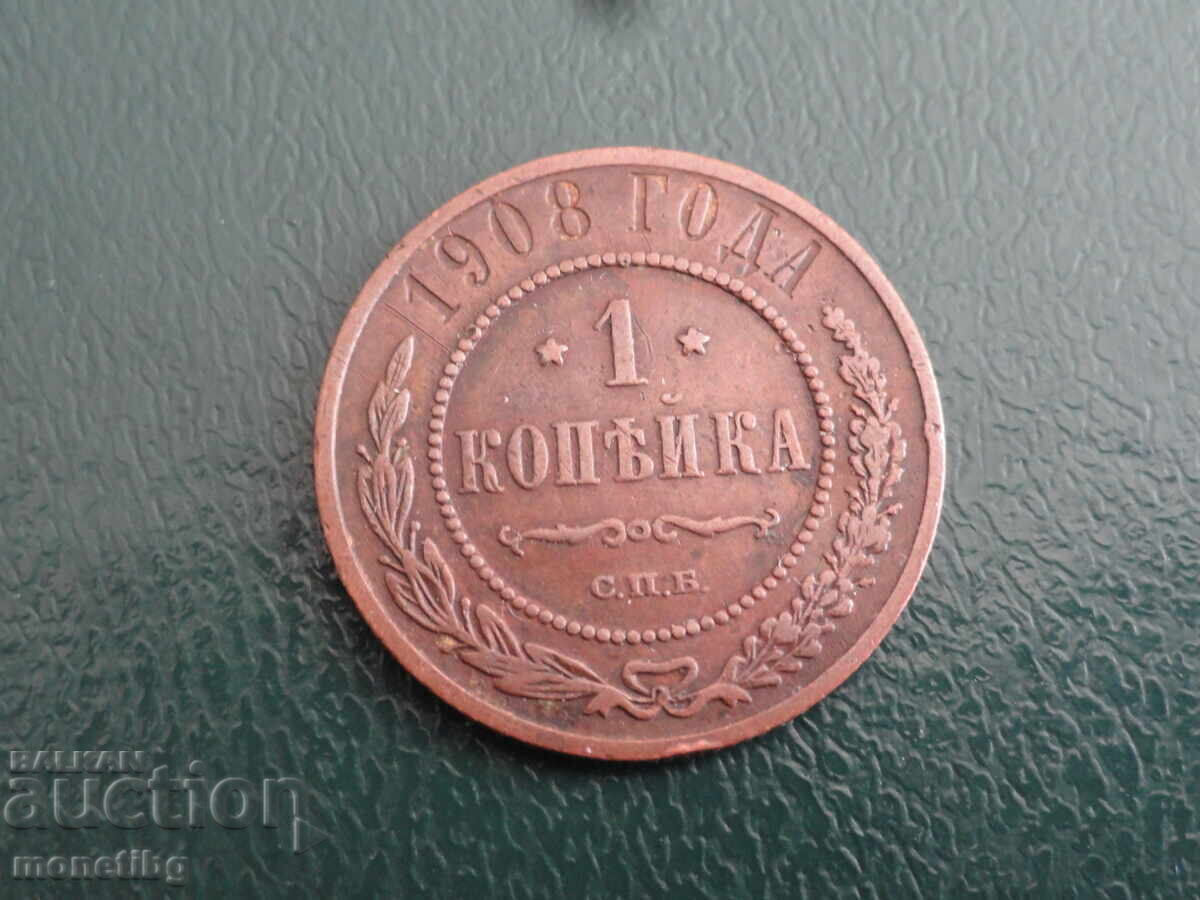 1908 ГОДА
* 1 *
КОПѢЙКА
С.П.Б.
BALKAN
auction
monetibg